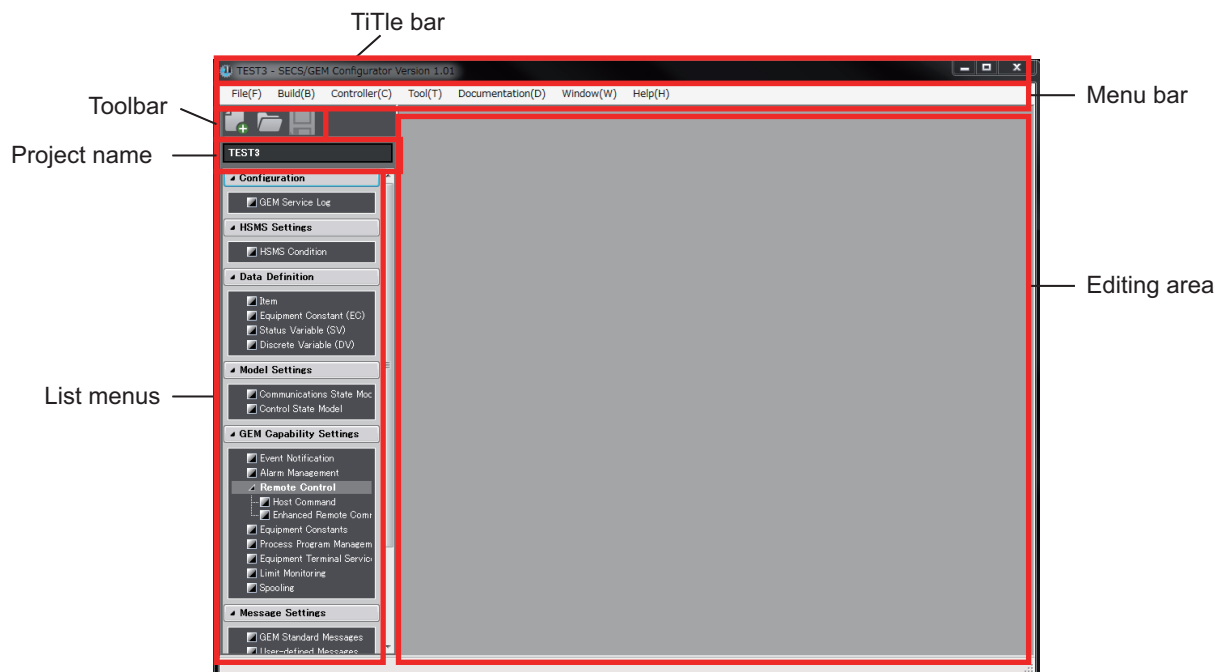 TiTle bar
TEST3 - SECS/GEM Configurator Version 1.01
File(F) Build(B) Controller(C) Tool(T) Documentation(D) Window(W) Help(H)
Menu bar
Toolbar
Project name
TEST3
Configuration
GEM Service Log
HSMS Settings
HSMS Condition
Data Definition
Item
Equipment Constant (EC)
Status Variable (SV)
Discrete Variable (DV)
Editing area
Model Settings
Communications State Moc
Control State Model
List menus
GEM Capability Settings
Event Notification
Alarm Management
Remote Control
Host Command
Enhanced Remote Comr
Equipment Constants
Process Program Managem
Equipment Terminal Servic
Limit Monitoring
Spooling
Message Settings
GEM Standard Messages
User-defined Messages